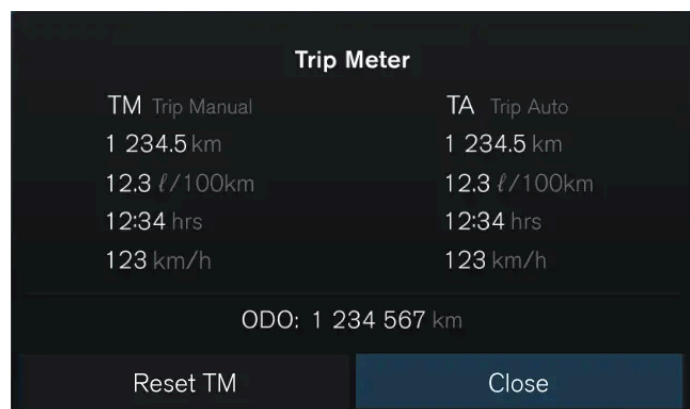 Trip Meter
TM Trip Manual TA Trip Auto
1 234.5 km 1 234.5 km
12.3 ℓ/100km 12.3 ℓ/100km
12:34 hrs 12:34 hrs
123 km/h 123 km/h
ODO: 1 234 567 km
Reset TM Close